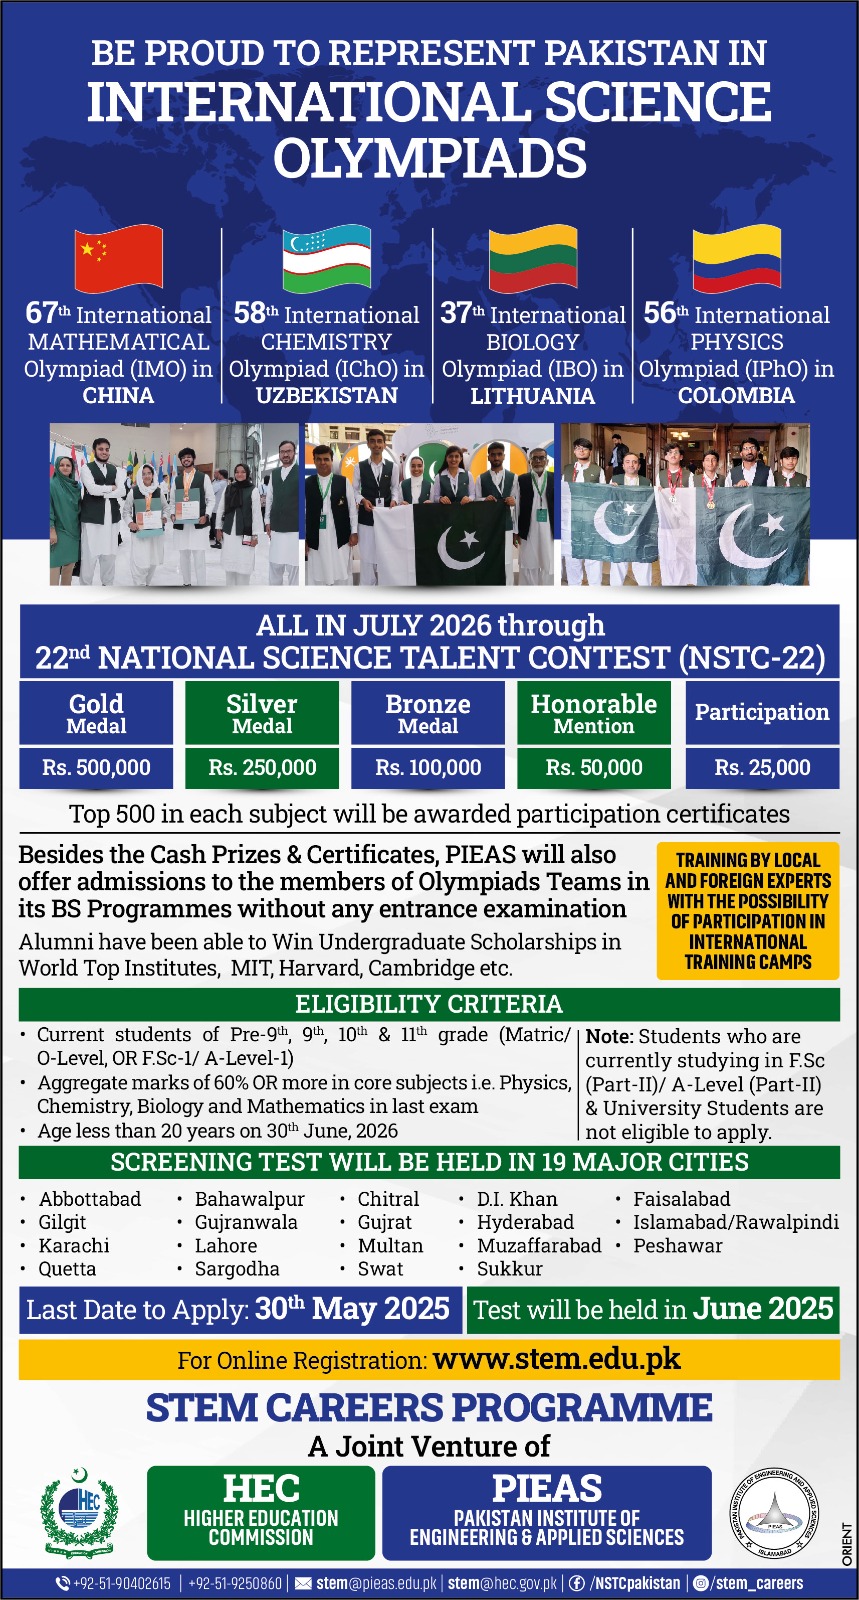 BE PROUD TO REPRESENT PAKISTAN IN
INTERNATIONAL SCIENCE
OLYMPIADS
67th International
MATHEMATICAL
Olympiad (IMO) in
CHINA
58th International
CHEMISTRY
Olympiad (IChO) in
UZBEKISTAN
37th International
BIOLOGY
Olympiad (IBO) in
LITHUANIA
56th International
PHYSICS
Olympiad (IPhO) in
COLOMBIA
ALL IN JULY 2026 through
22nd NATIONAL SCIENCE TALENT CONTEST (NSTC-22)
Gold
Medal
Rs. 500,000
Silver
Medal
Rs. 250,000
Bronze
Medal
Rs. 100,000
Honorable
Mention
Rs. 50,000
Participation
Rs. 25,000
Top 500 in each subject will be awarded participation certificates
Besides the Cash Prizes & Certificates, PIEAS will also
offer admissions to the members of Olympiads Teams in
its BS Programmes without any entrance examination
Alumni have been able to Win Undergraduate Scholarships in
World Top Institutes, MIT, Harvard, Cambridge etc.
TRAINING BY LOCAL
AND FOREIGN EXPERTS
WITH THE POSSIBILITY
OF PARTICIPATION IN
INTERNATIONAL
TRAINING CAMPS
ELIGIBILITY CRITERIA
• Current students of Pre-9th, 9th, 10th & 11th grade (Matric/
O-Level, OR F.Sc-1/ A-Level-1)
• Aggregate marks of 60% OR more in core subjects i.e. Physics,
Chemistry, Biology and Mathematics in last exam
• Age less than 20 years on 30th June, 2026
Note: Students who are
currently studying in F.Sc
(Part-II)/ A-Level (Part-II)
& University Students are
not eligible to apply.
SCREENING TEST WILL BE HELD IN 19 MAJOR CITIES
• Abbottabad • Bahawalpur • Chitral • D.I. Khan • Faisalabad
• Gilgit • Gujranwala • Gujrat • Hyderabad • Islamabad/Rawalpindi
• Karachi • Lahore • Multan • Muzaffarabad • Peshawar
• Quetta • Sargodha • Swat • Sukkur
Last Date to Apply: 30th May 2025
Test will be held in June 2025
For Online Registration: www.stem.edu.pk
STEM CAREERS PROGRAMME
A Joint Venture of
HEC
HEC
HIGHER EDUCATION
COMMISSION
PIEAS
PAKISTAN INSTITUTE OF
ENGINEERING & APPLIED SCIENCES
PAKISTAN INSTITUTE OF ENGINEERING AND APPLIED SCIENCES
PIEAS
ISLAMABAD
ORIENT
+92-51-90402615 | +92-51-9250860 | stem@pieas.edu.pk | stem@hec.gov.pk | /NSTCpakistan | /stem_careers